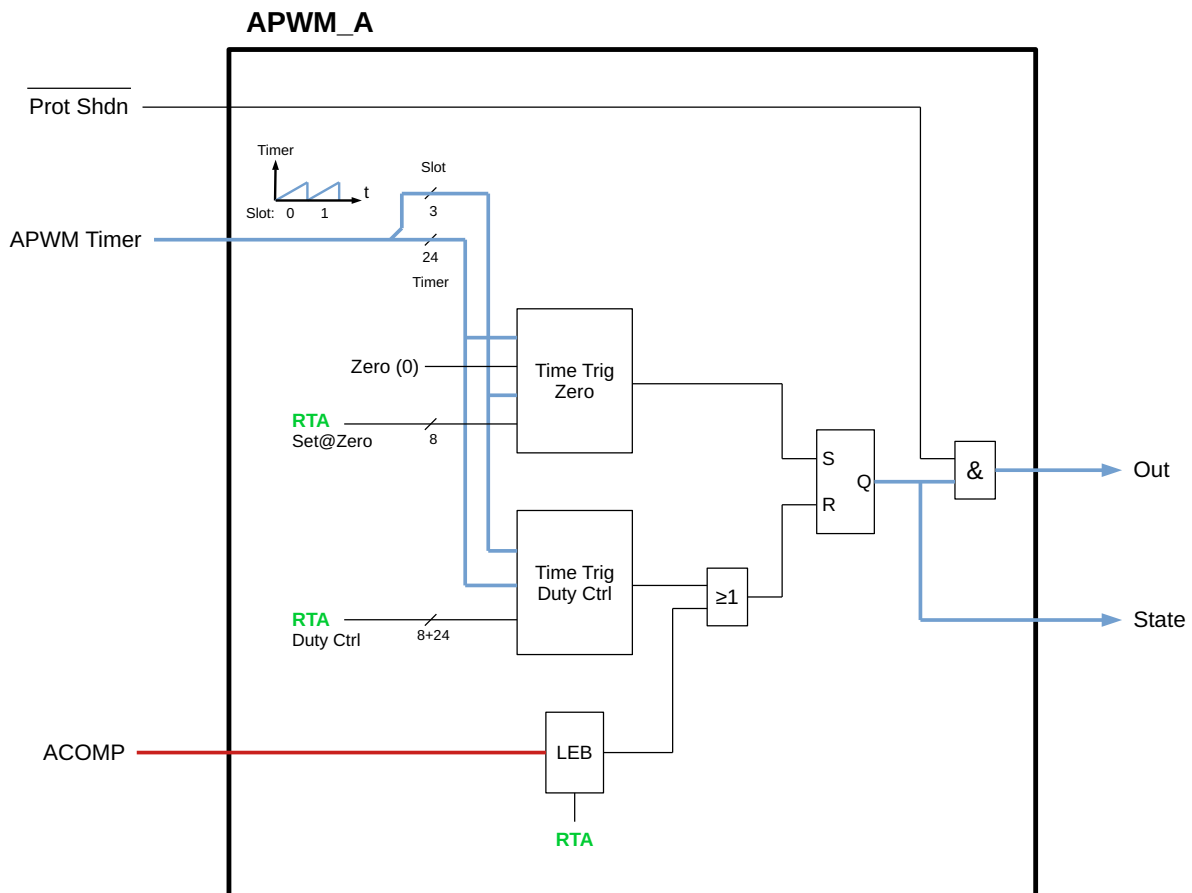 APWM_A
Prot Shdn
Timer
t
Slot: 0 1
Slot
3
APWM Timer
24
Timer
Zero (0)
Time Trig
Zero
RTA
Set@Zero
8
S
Q
R
&
Out
Time Trig
Duty Ctrl
≥1
RTA
Duty Ctrl
8+24
State
ACOMP
LEB
RTA